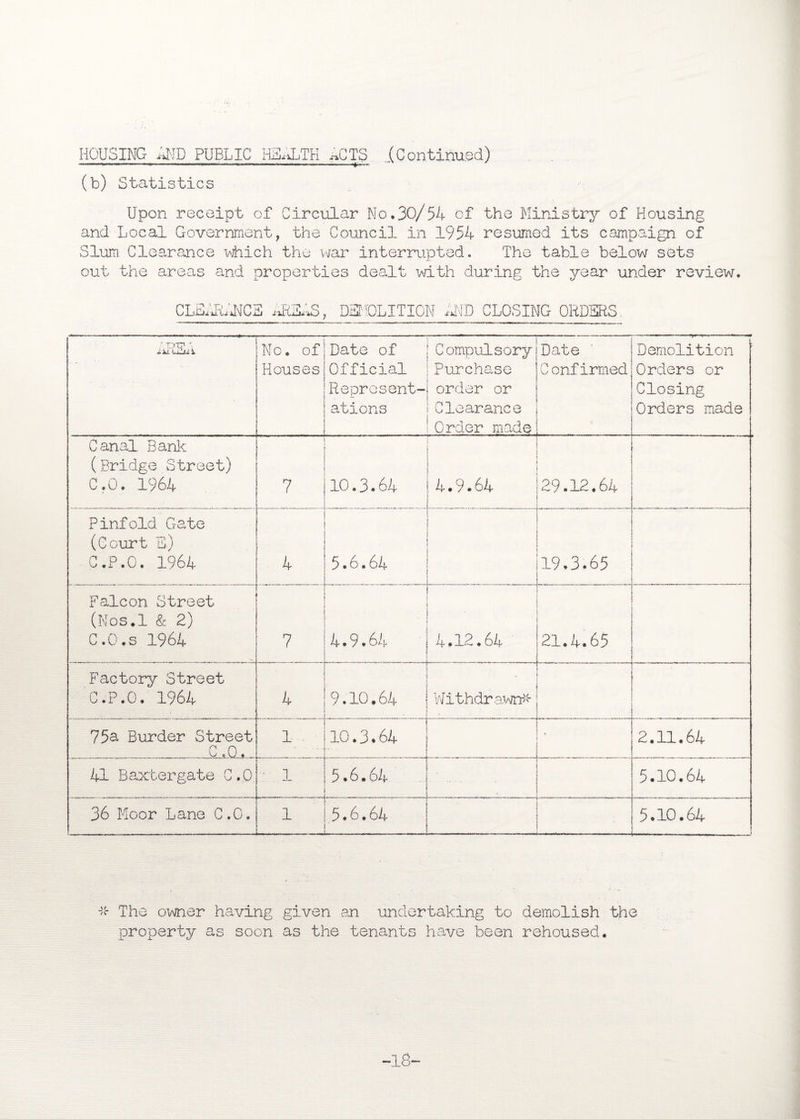 HOUSING AND PUBLIC HEALTH ACTS (Continued)
(b) Statistics
Upon receipt of Circular No.30/54 of the Ministry of Housing
and Local Government, the Council in 1954 resumed its campaign of
Slum Clearance which the war interrupted. The table below sets
out the areas and properties dealt with during the year under review.
CLEARANCE AREAS, DEMOLITION AND CLOSING ORDERS.
AREA | No. of Houses | Date of Official Represent-ations | Compulsory Purchase order or Clearance Order made | Date Confirmed | Demolition Orders or Closing Orders made
Canal Bank
(Bridge Street)
C.O. 1964 | 7 | 10.3.64 | 4.9.64 | 29.12.64
Pinfold Gate
(Court E)
C.P.O. 1964 | 4 | 5.6.64 | | 19.3.65
Falcon Street
(Nos.1 & 2)
C.O.s 1964 | 7 | 4.9.64 | 4.12.64 | 21.4.65
Factory Street
C.P.O. 1964 | 4 | 9.10.64 | Withdrawn*
75a Burder Street
C.O. | 1 | 10.3.64 | | | 2.11.64
41 Baxtergate C.O | 1 | 5.6.64 | | | 5.10.64
36 Moor Lane C.O. | 1 | 5.6.64 | | | 5.10.64
* The owner having given an undertaking to demolish the
property as soon as the tenants have been rehoused.
-18-